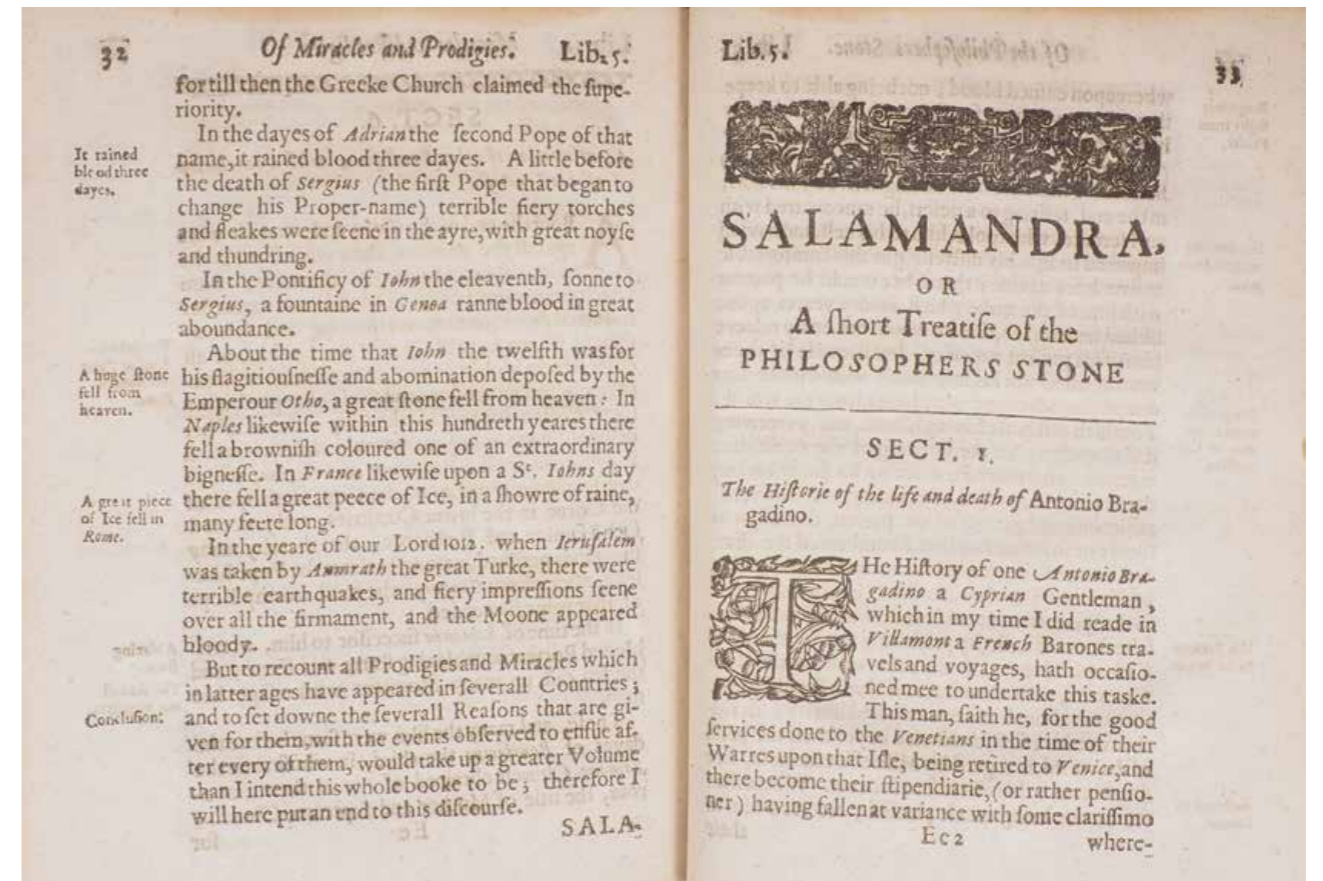 32 Of Miracles and Prodigies. Lib. 5.
for till then the Greeke Church claimed the supe-
riority.
In the dayes of Adrian the ſecond Pope of that
It rained
blood three
dayes.
name, it rained blood three dayes. A little before
the death of Sergius (the firſt Pope that began to
change his Proper-name) terrible fiery torches
and fleakes were ſeene in the ayre, with great noyſe
and thundring.
In the Pontificy of Iohn the eleaventh, ſonne to
Sergius, a fountaine in Genoa ranne blood in great
aboundance.
About the time that Iohn the twelfth was for
A huge ſtone
fell from
heaven.
his flagitiouſneſſe and abomination depoſed by the
Emperour Otho, a great ſtone fell from heaven: In
Naples likewiſe within this hundreth yeares there
fell a browniſh coloured one of an extraordinary
bigneſſe. In France likewiſe upon a Sᵗ. Iohns day
A great piece
of Ice fell in
Rome.
there fell a great peece of Ice, in a ſhowre of raine,
many feete long.
In the yeare of our Lord 1012. when Ieruſalem
was taken by Ammrath the great Turke, there were
terrible earthquakes, and fiery impreſſions ſeene
over all the firmament, and the Moone appeared
bloody.
But to recount all Prodigies and Miracles which
in latter ages have appeared in ſeverall Countries;
Concluſion:
and to ſet downe the ſeverall Reaſons that are gi-
ven for them, with the events obſerved to enſue af-
ter every of them, would take up a greater Volume
than I intend this whole booke to be; therefore I
will here put an end to this diſcourſe.
SALA-
Lib. 5. 33
SALAMANDRA,
OR
A ſhort Treatiſe of the
PHILOSOPHERS STONE
SECT. 1.
The Hiſtorie of the life and death of Antonio Bra-
gadino.
THe Hiſtory of one Antonio Bra-
gadino a Cyprian Gentleman,
which in my time I did reade in
Villamont a French Barones tra-
vels and voyages, hath occaſio-
ned mee to undertake this taske.
This man, ſaith he, for the good
ſervices done to the Venetians in the time of their
Warres upon that Iſle, being retired to Venice, and
there become their ſtipendiarie, (or rather penſio-
ner) having fallen at variance with ſome clariſſimo
Ee 2 where-